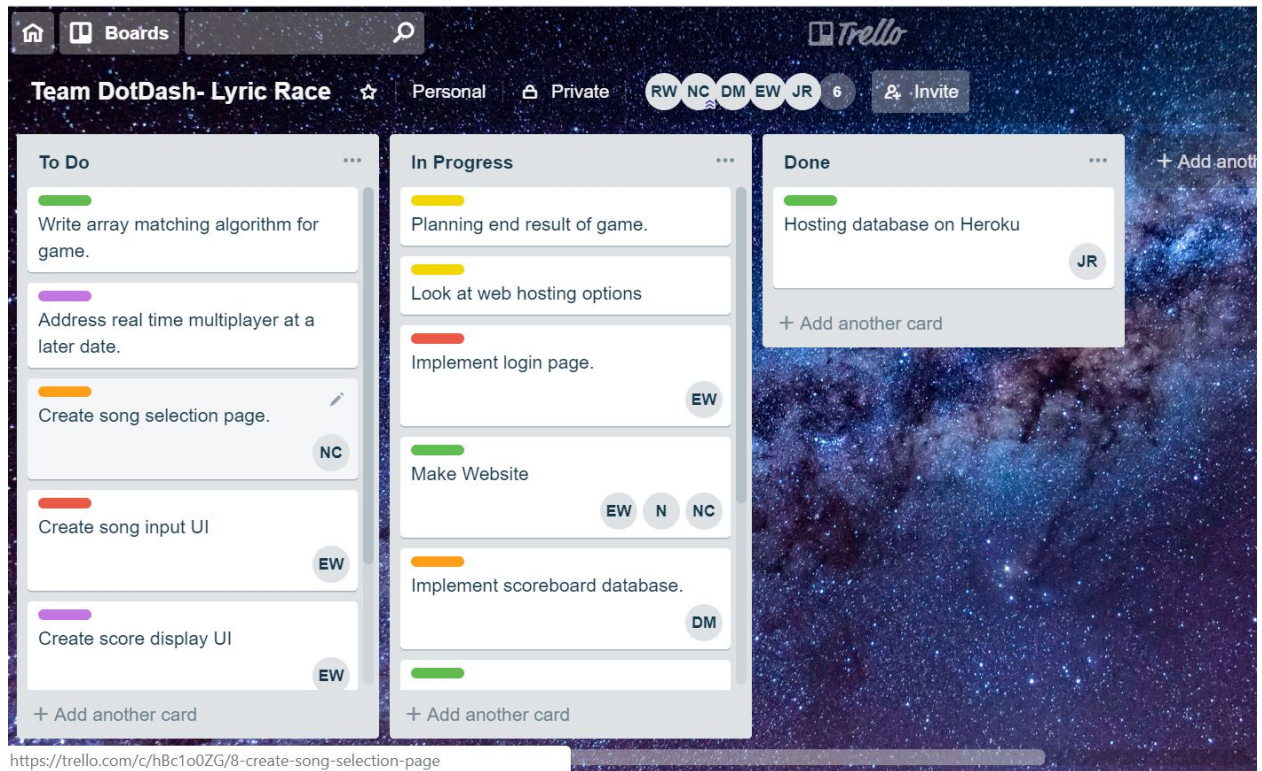 Boards
Trello
Team DotDash- Lyric Race
Personal
Private
RW NC DM EW JR 6
Invite
To Do
Write array matching algorithm for
game.
Address real time multiplayer at a
later date.
Create song selection page.
NC
Create song input UI
EW
Create score display UI
EW
+ Add another card
In Progress
Planning end result of game.
Look at web hosting options
Implement login page.
EW
Make Website
EW N NC
Implement scoreboard database.
DM
+ Add another card
Done
Hosting database on Heroku
JR
+ Add another card
+ Add anoth
https://trello.com/c/hBc1o0ZG/8-create-song-selection-page